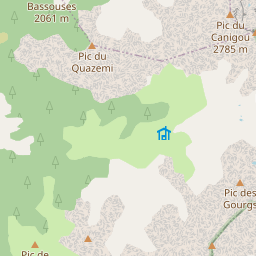 Bassouses
2061 m
Pic du
Canigou
2785 m
Pic du
Quazemi
Pic des
Gourgs
Pic de